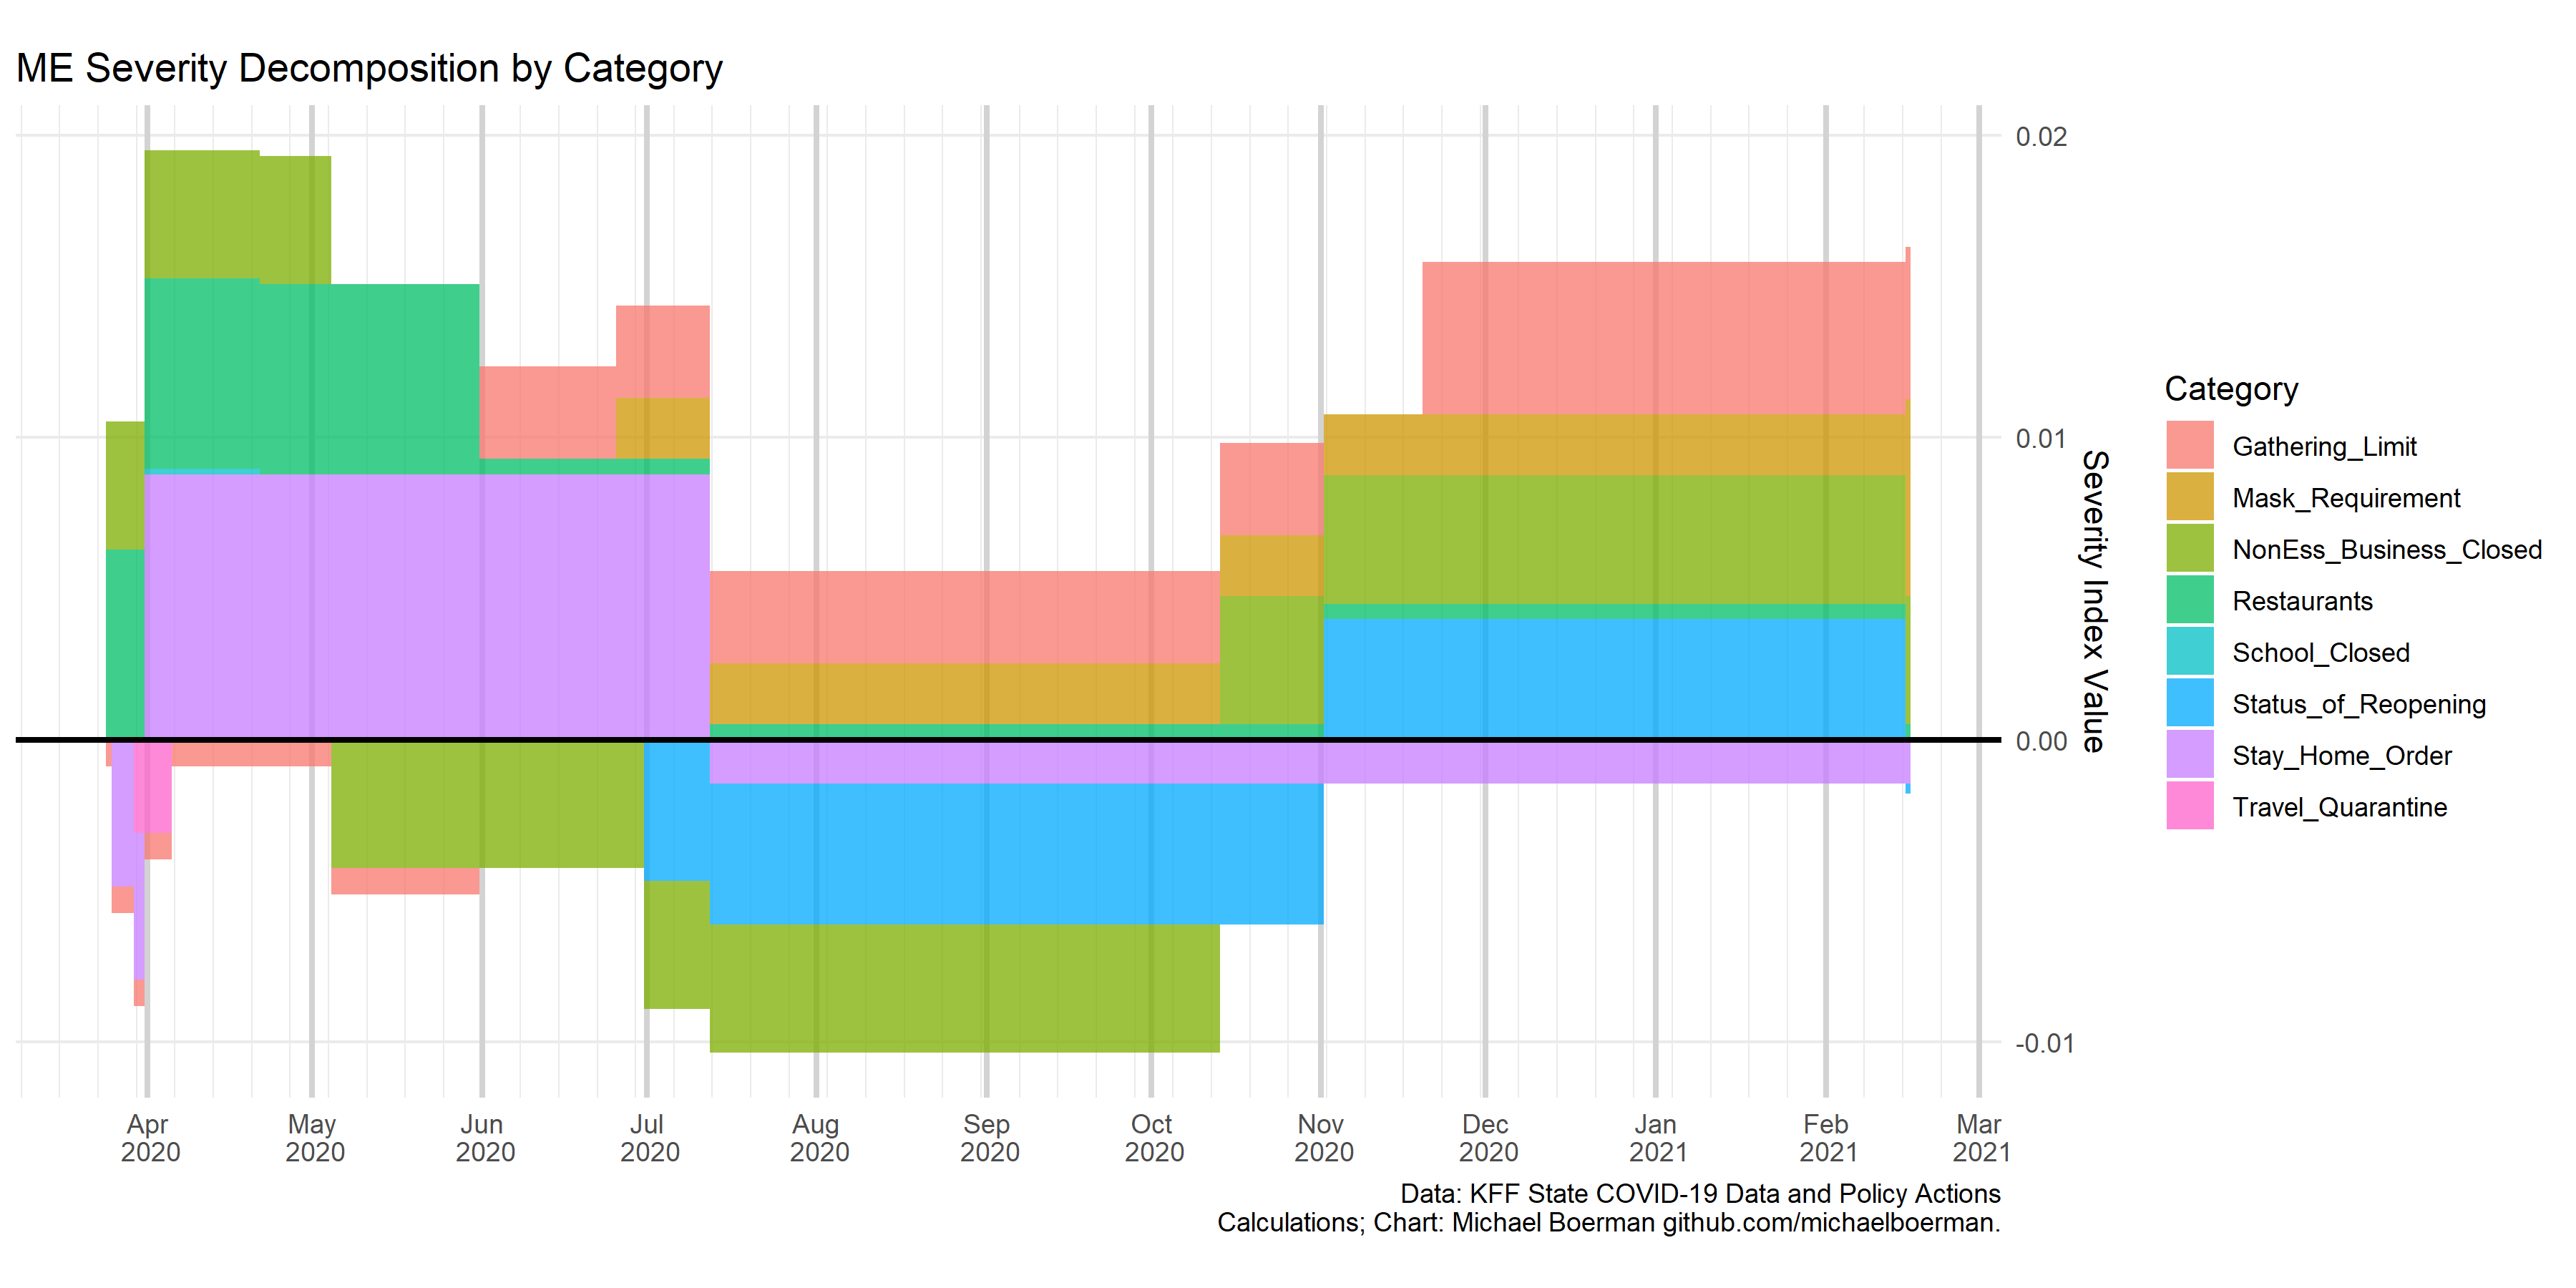 ME Severity Decomposition by Category
0.02
0.01
0.00
-0.01
Severity Index Value
Apr
2020
May
2020
Jun
2020
Jul
2020
Aug
2020
Sep
2020
Oct
2020
Nov
2020
Dec
2020
Jan
2021
Feb
2021
Mar
2021
Category
Gathering_Limit
Mask_Requirement
NonEss_Business_Closed
Restaurants
School_Closed
Status_of_Reopening
Stay_Home_Order
Travel_Quarantine
Data: KFF State COVID-19 Data and Policy Actions
Calculations; Chart: Michael Boerman github.com/michaelboerman.